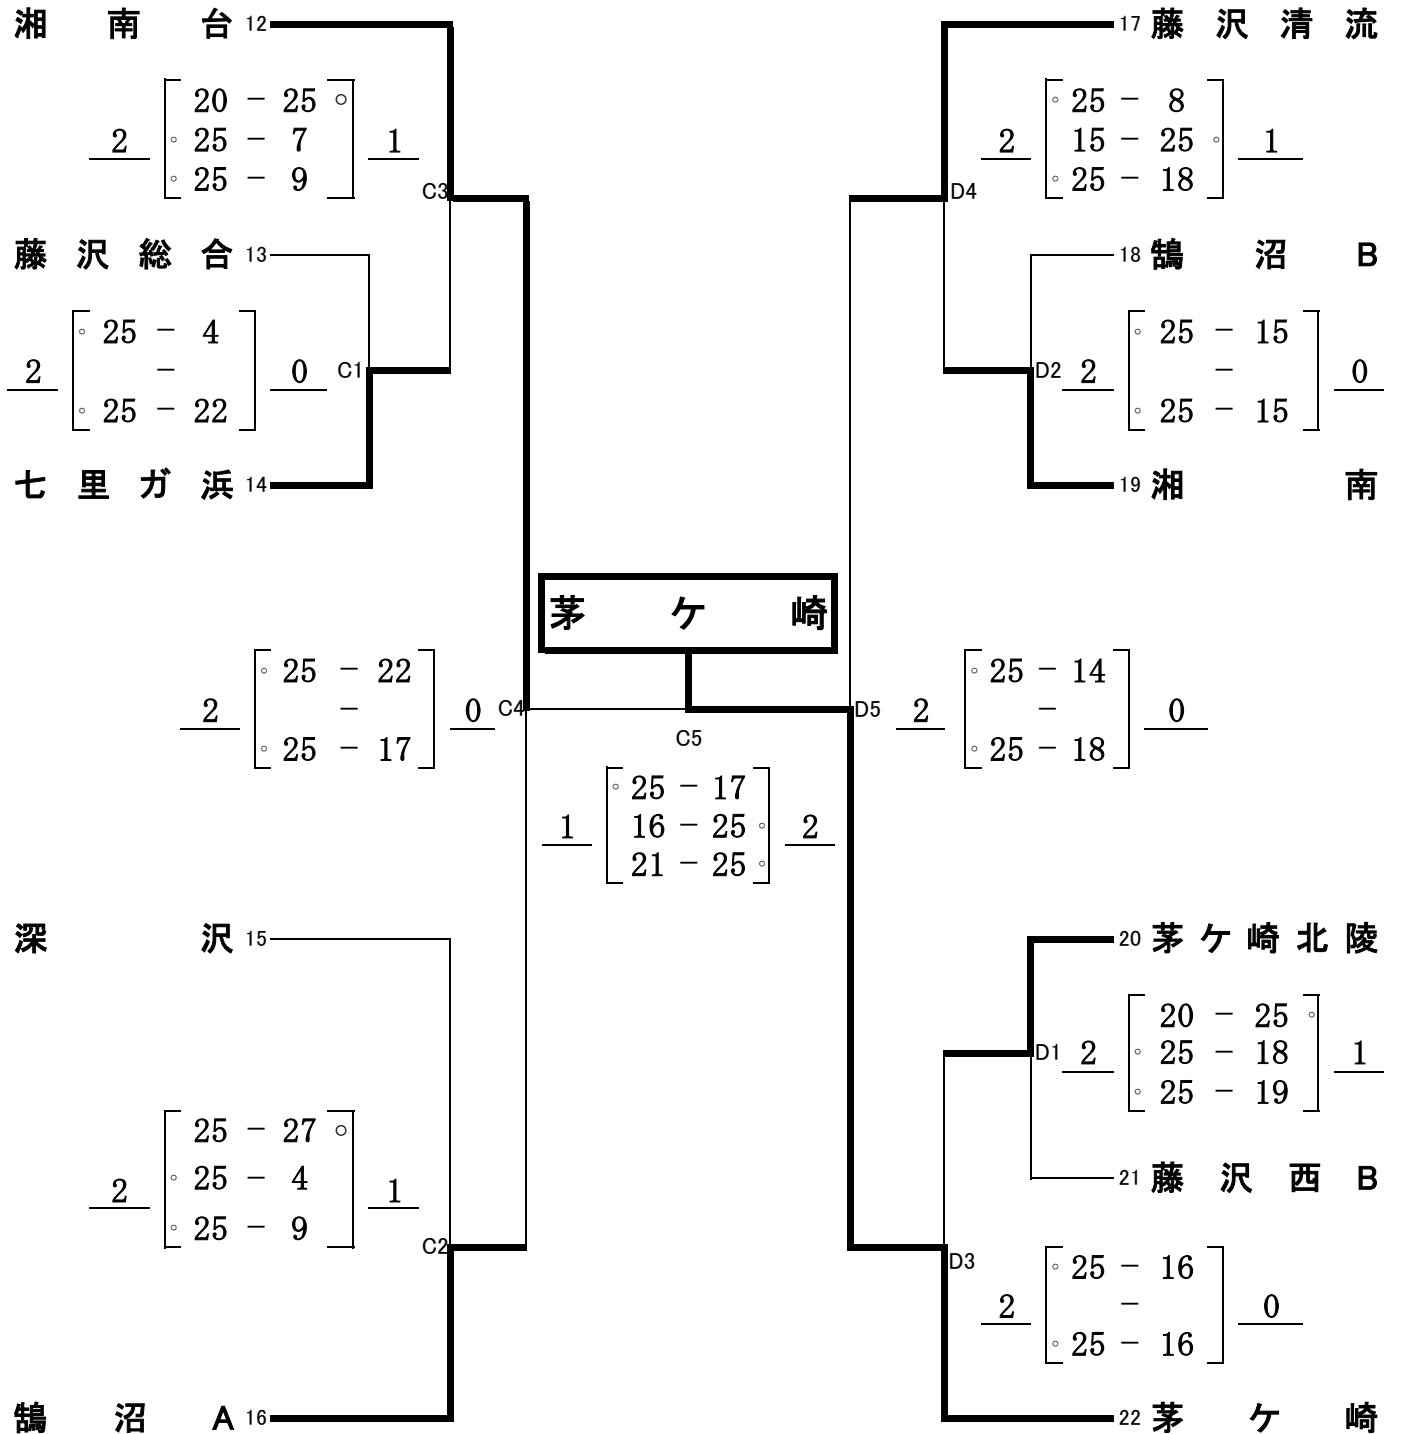 湘南台 12
17 藤沢清流
20 － 25 ○
2 ○ 25 － 7 1
○ 25 － 9
C3
○ 25 － 8
2 15 － 25 ○ 1
○ 25 － 18
D4
藤沢総合 13
18 鵠沼B
○ 25 － 4
2 － 0
○ 25 － 22
C1
○ 25 － 15
D2 2 － 0
○ 25 － 15
七里ガ浜 14
19 湘南
茅ケ崎
○ 25 － 22
2 － 0 C4
○ 25 － 17
○ 25 － 14
D5 2 － 0
○ 25 － 18
C5
○ 25 － 17
1 16 － 25 ○ 2
21 － 25 ○
深沢 15
20 茅ケ崎北陵
20 － 25 ○
D1 2 ○ 25 － 18 1
○ 25 － 19
25 － 27 ○
2 ○ 25 － 4 1
○ 25 － 9
C2
21 藤沢西B
D3
○ 25 － 16
2 － 0
○ 25 － 16
鵠沼A 16
22 茅ケ崎